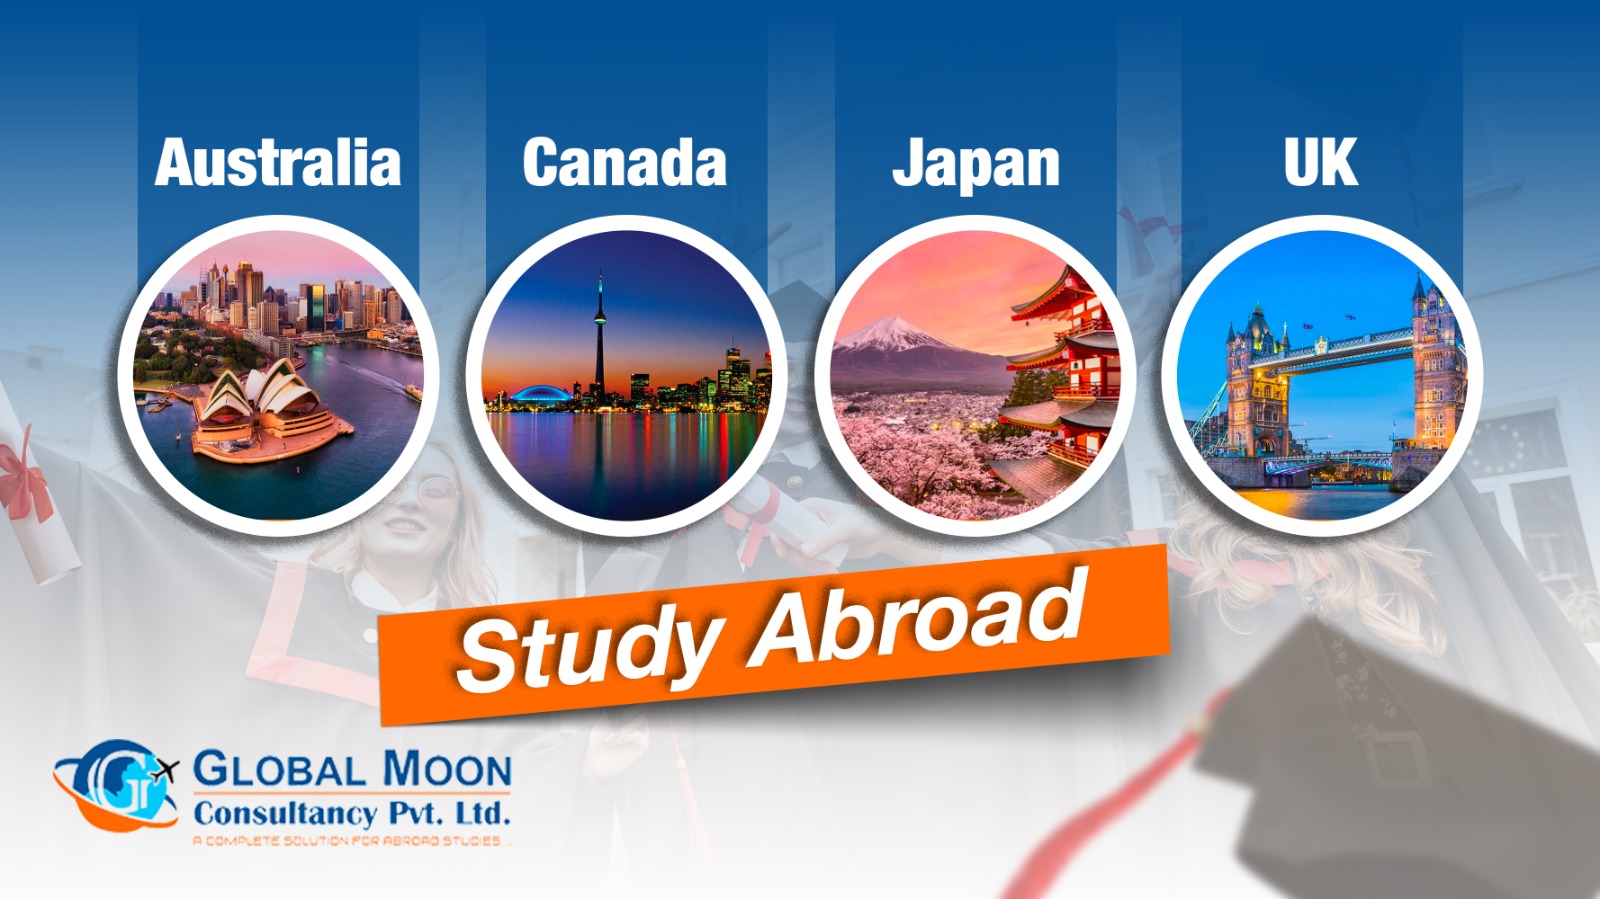 Australia
Canada
Japan
UK
Study Abroad
GLOBAL MOON
Consultancy Pvt. Ltd.
A COMPLETE SOLUTION FOR ABROAD STUDIES...